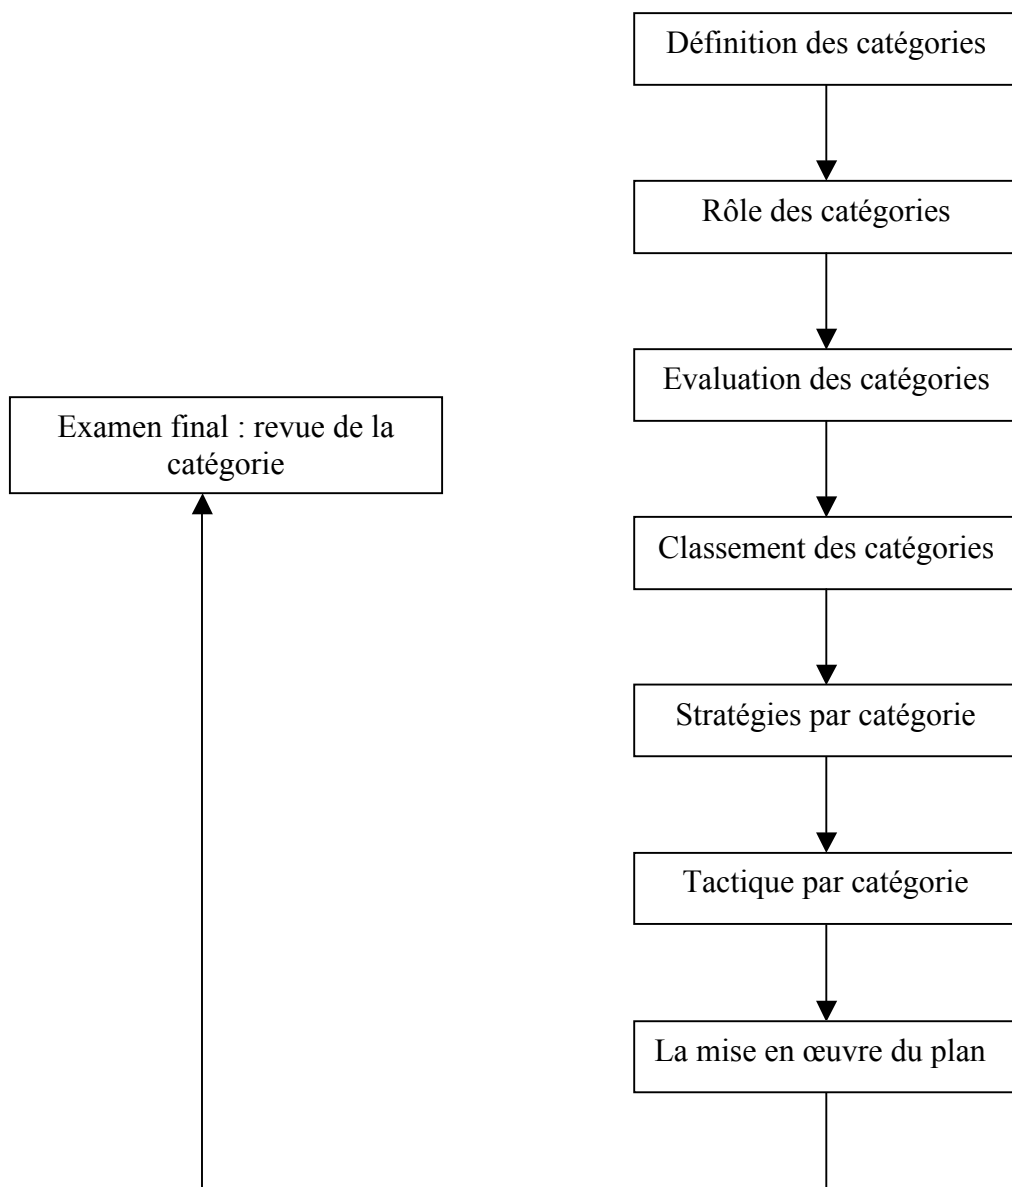 Définition des catégories
Rôle des catégories
Evaluation des catégories
Examen final : revue de la
catégorie
Classement des catégories
Stratégies par catégorie
Tactique par catégorie
La mise en œuvre du plan